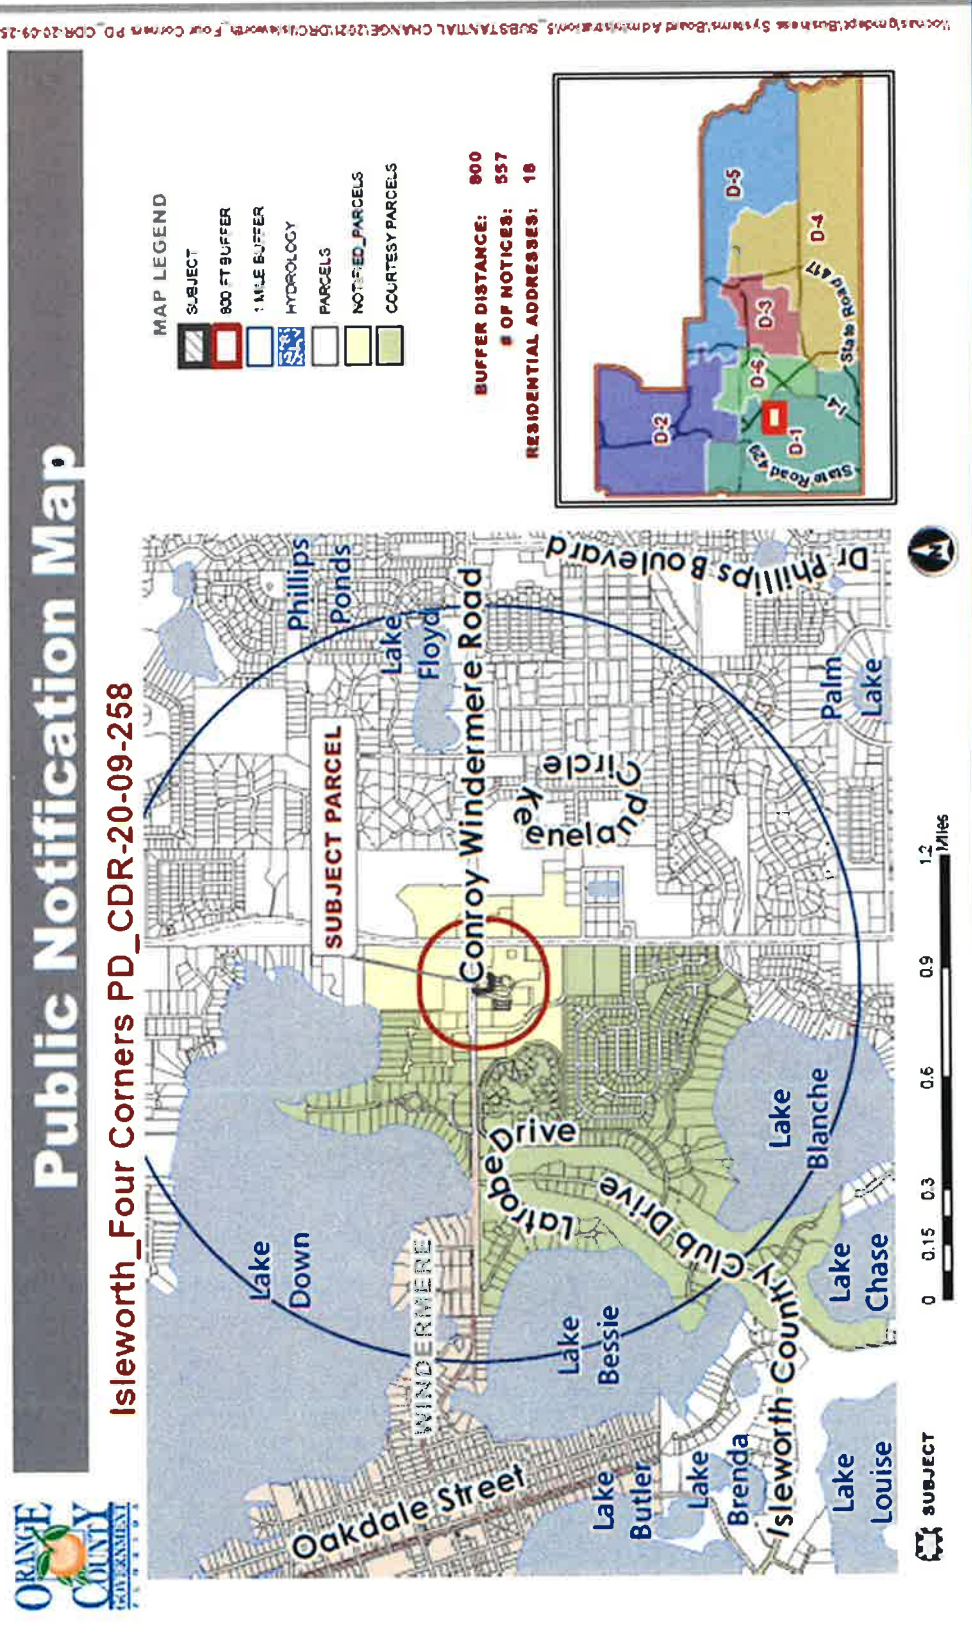 ORANGE
COUNTY
GOVERNMENT
FLORIDA
Public Notification Map
Isleworth_Four Corners PD_CDR-20-09-258
SUBJECT PARCEL
Lake
Down
WINDERMERE
Oakdale Street
Lake
Butler
Lake
Bessie
Lake
Brenda
Lake
Louise
Isleworth Country Club Drive
Latrobe Drive
Lake
Chase
Lake
Blanche
Conroy-Windermere Road
Lake
Floyd
Phillips
Ponds
Dr Phillips Boulevard
Palm
Lake
Circle
SUBJECT
0 0.15 0.3 0.6 0.9 1.2
Miles
MAP LEGEND
SUBJECT
800 FT BUFFER
1 MILE BUFFER
HYDROLOGY
PARCELS
NOTIFIED_PARCELS
COURTESY PARCELS
BUFFER DISTANCE: 800
# OF NOTICES: 557
RESIDENTIAL ADDRESSES: 18
D-2
D-5
D-3
D-6
D-4
D-1
State Road 429
State Road 417
I-4
N